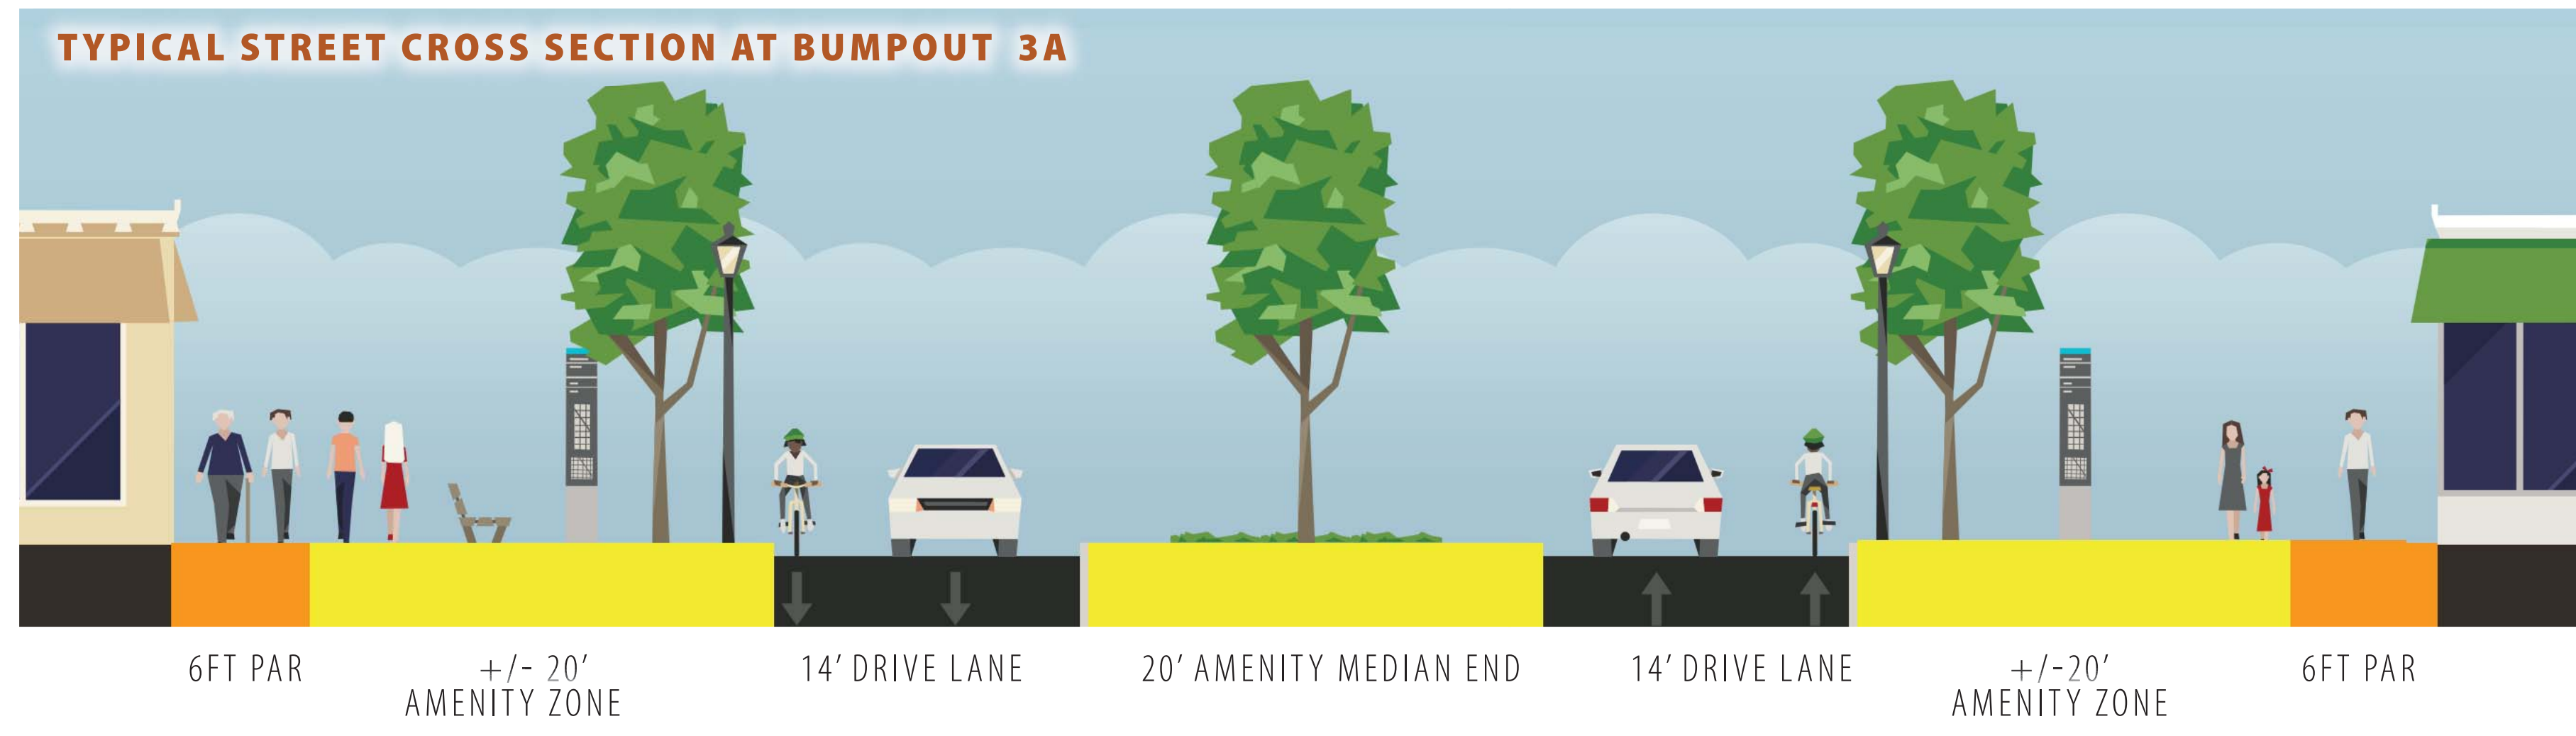 TYPICAL STREET CROSS SECTION AT BUMPOUT 3A
6FT PAR
+/- 20’
AMENITY ZONE
14’ DRIVE LANE
20’ AMENITY MEDIAN END
14’ DRIVE LANE
+/-20’
AMENITY ZONE
6FT PAR